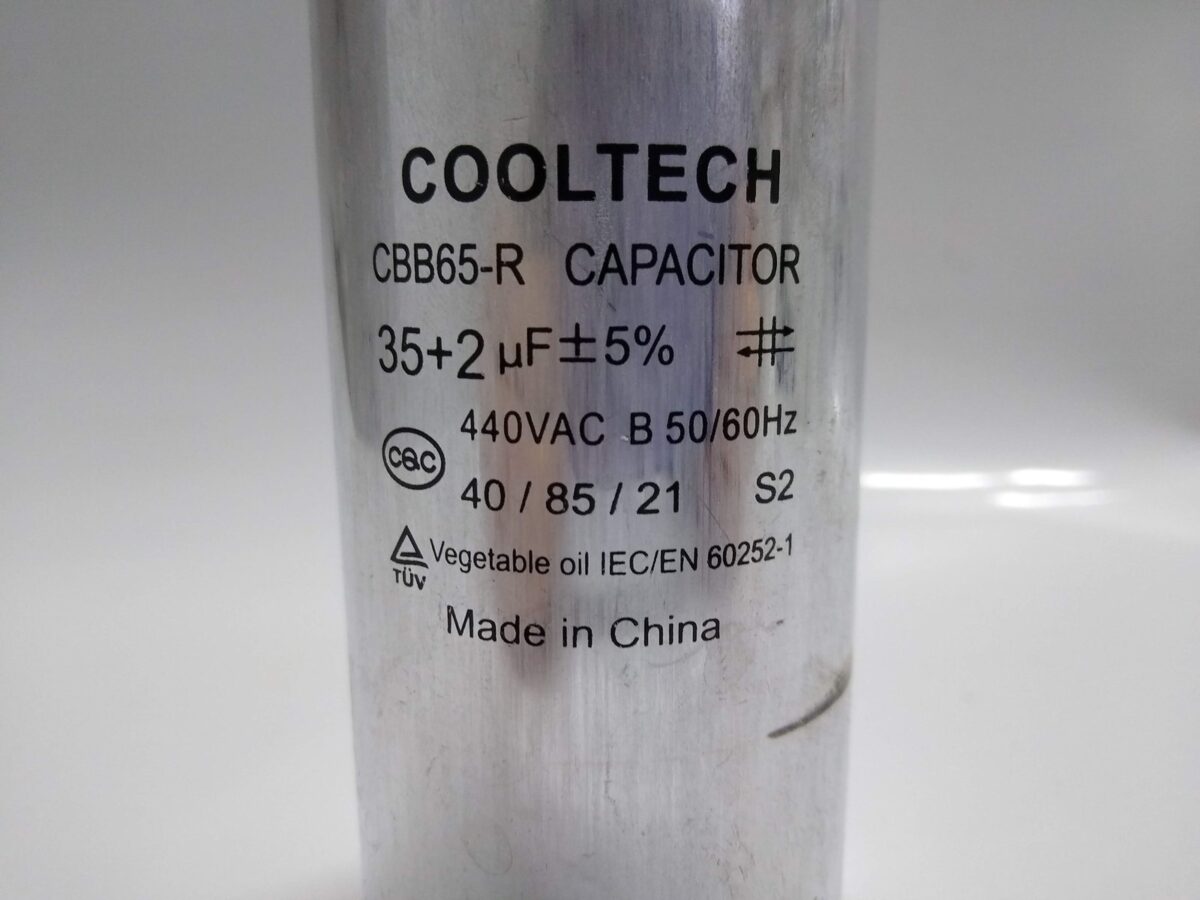 COOLTECH
CBB65-R CAPACITOR
35+2 µF±5%
440VAC B 50/60Hz
CQC
40 / 85 / 21 S2
TÜV
Vegetable oil IEC/EN 60252-1
Made in China